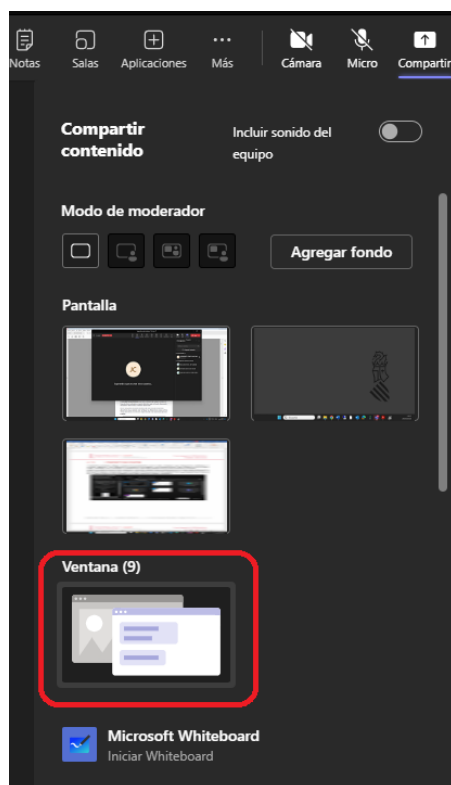 Notas
Salas
Aplicaciones
Más
Cámara
Micro
Compartir
Compartir
contenido
Incluir sonido del
equipo
Modo de moderador
Agregar fondo
Pantalla
Ventana (9)
Microsoft Whiteboard
Iniciar Whiteboard